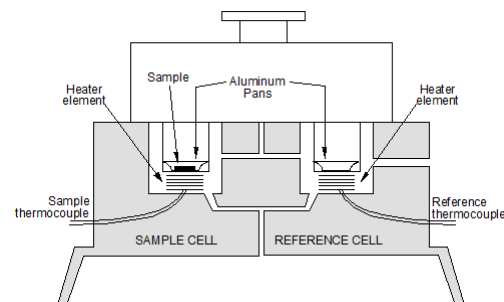 Sample
Aluminum
Pans
Heater
element
Heater
element
Sample
thermocouple
Reference
thermocouple
SAMPLE CELL
REFERENCE CELL